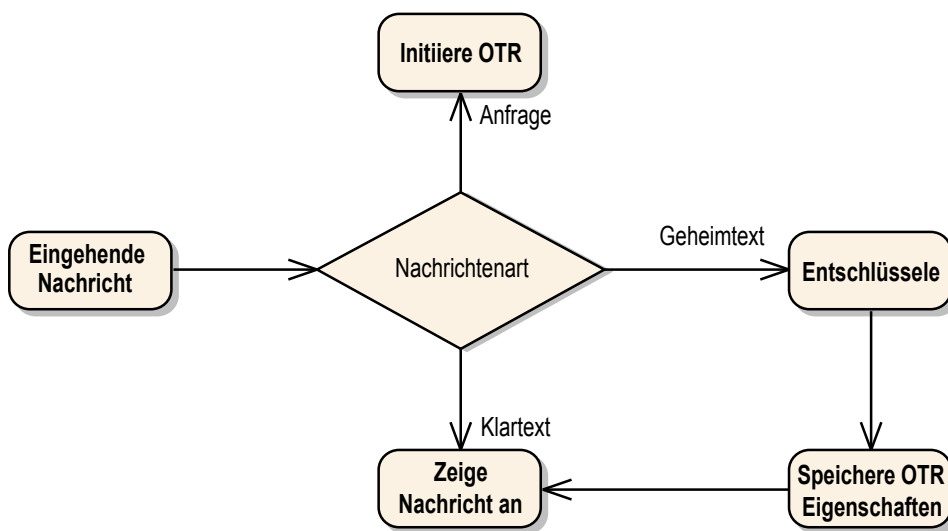 Initiiere OTR
Anfrage
Eingehende
Nachricht
Nachrichtenart
Geheimtext
Entschlüssele
Klartext
Zeige
Nachricht an
Speichere OTR
Eigenschaften